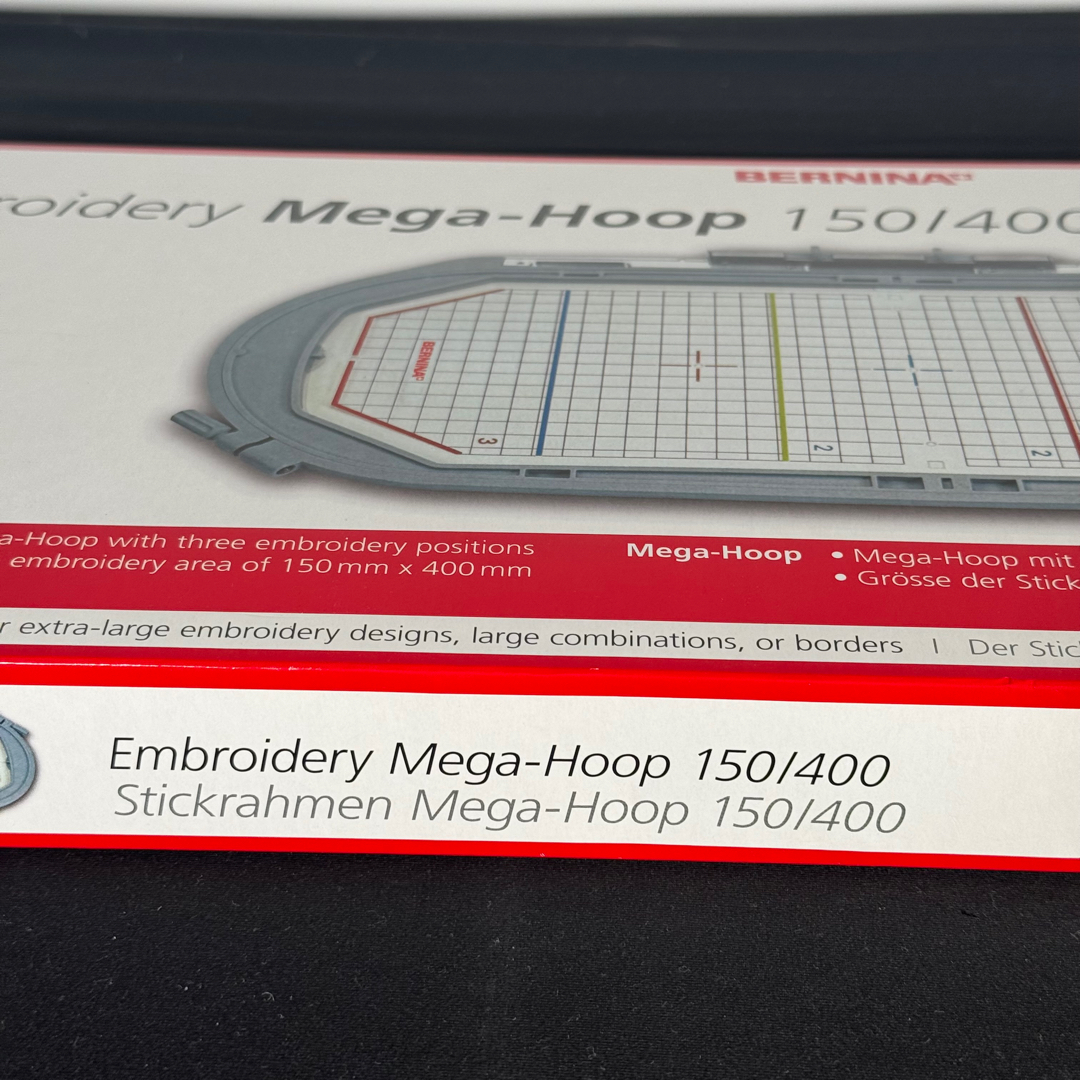 BERNINA
roidery Mega-Hoop 150/400
BERNINA
3
2
2
a-Hoop with three embroidery positions
embroidery area of 150 mm x 400 mm
Mega-Hoop
• Mega-Hoop mit
• Grösse der Stick
r extra-large embroidery designs, large combinations, or borders | Der Stic
Embroidery Mega-Hoop 150/400
Stickrahmen Mega-Hoop 150/400